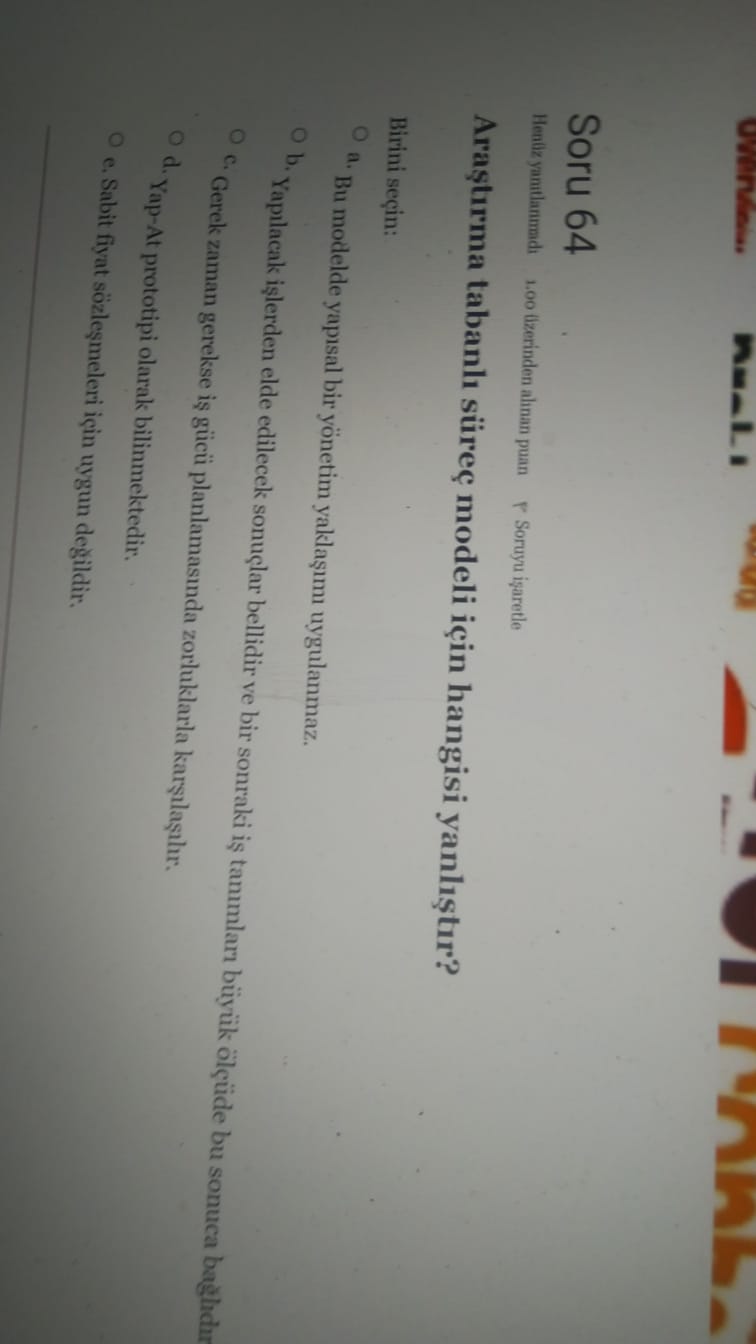 Soru 64
Henüz yanıtlanmadı 1,00 üzerinden alınan puan Soruyu işaretle
Araştırma tabanlı süreç modeli için hangisi yanlıştır?
Birini seçin:
a. Bu modelde yapısal bir yönetim yaklaşımı uygulanmaz.
b. Yapılacak işlerden elde edilecek sonuçlar bellidir ve bir sonraki iş tanımları büyük ölçüde bu sonuca bağlıdır
c. Gerek zaman gerekse iş gücü planlamasında zorluklarla karşılaşılır.
d. Yap-At prototipi olarak bilinmektedir.
e. Sabit fiyat sözleşmeleri için uygun değildir.